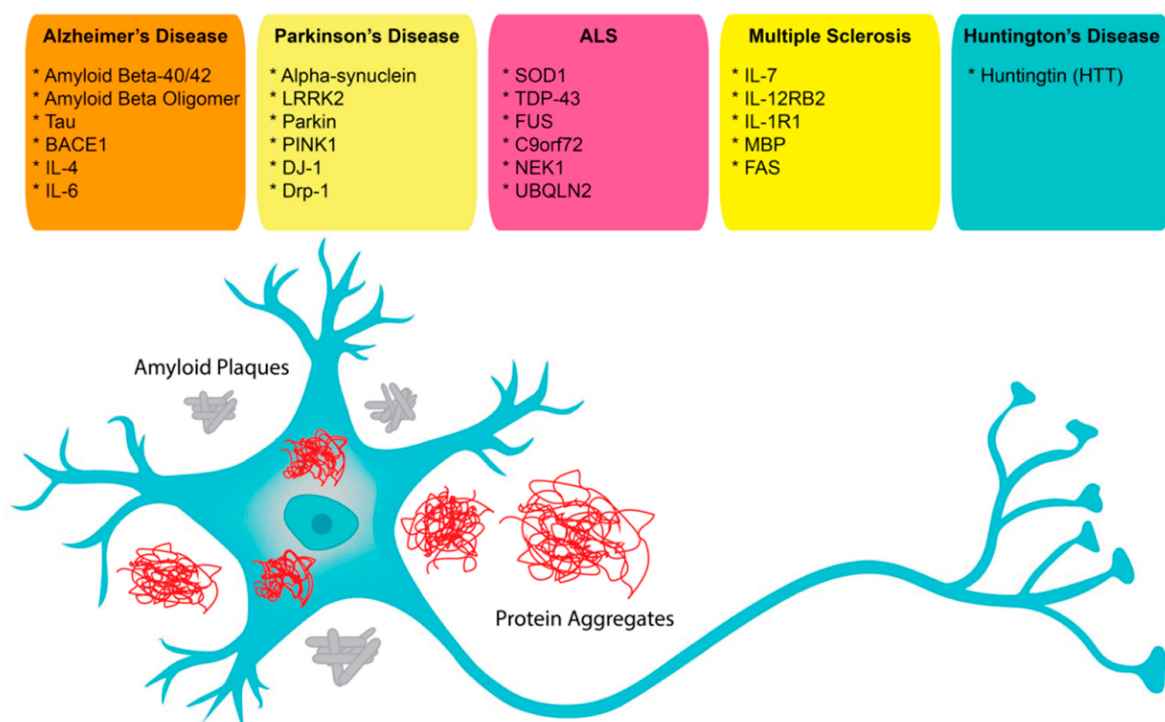 Alzheimer's Disease
* Amyloid Beta-40/42
* Amyloid Beta Oligomer
* Tau
* BACE1
* IL-4
* IL-6
Parkinson's Disease
* Alpha-synuclein
* LRRK2
* Parkin
* PINK1
* DJ-1
* Drp-1
ALS
* SOD1
* TDP-43
* FUS
* C9orf72
* NEK1
* UBQLN2
Multiple Sclerosis
* IL-7
* IL-12RB2
* IL-1R1
* MBP
* FAS
Huntington's Disease
* Huntingtin (HTT)
Amyloid Plaques
Protein Aggregates